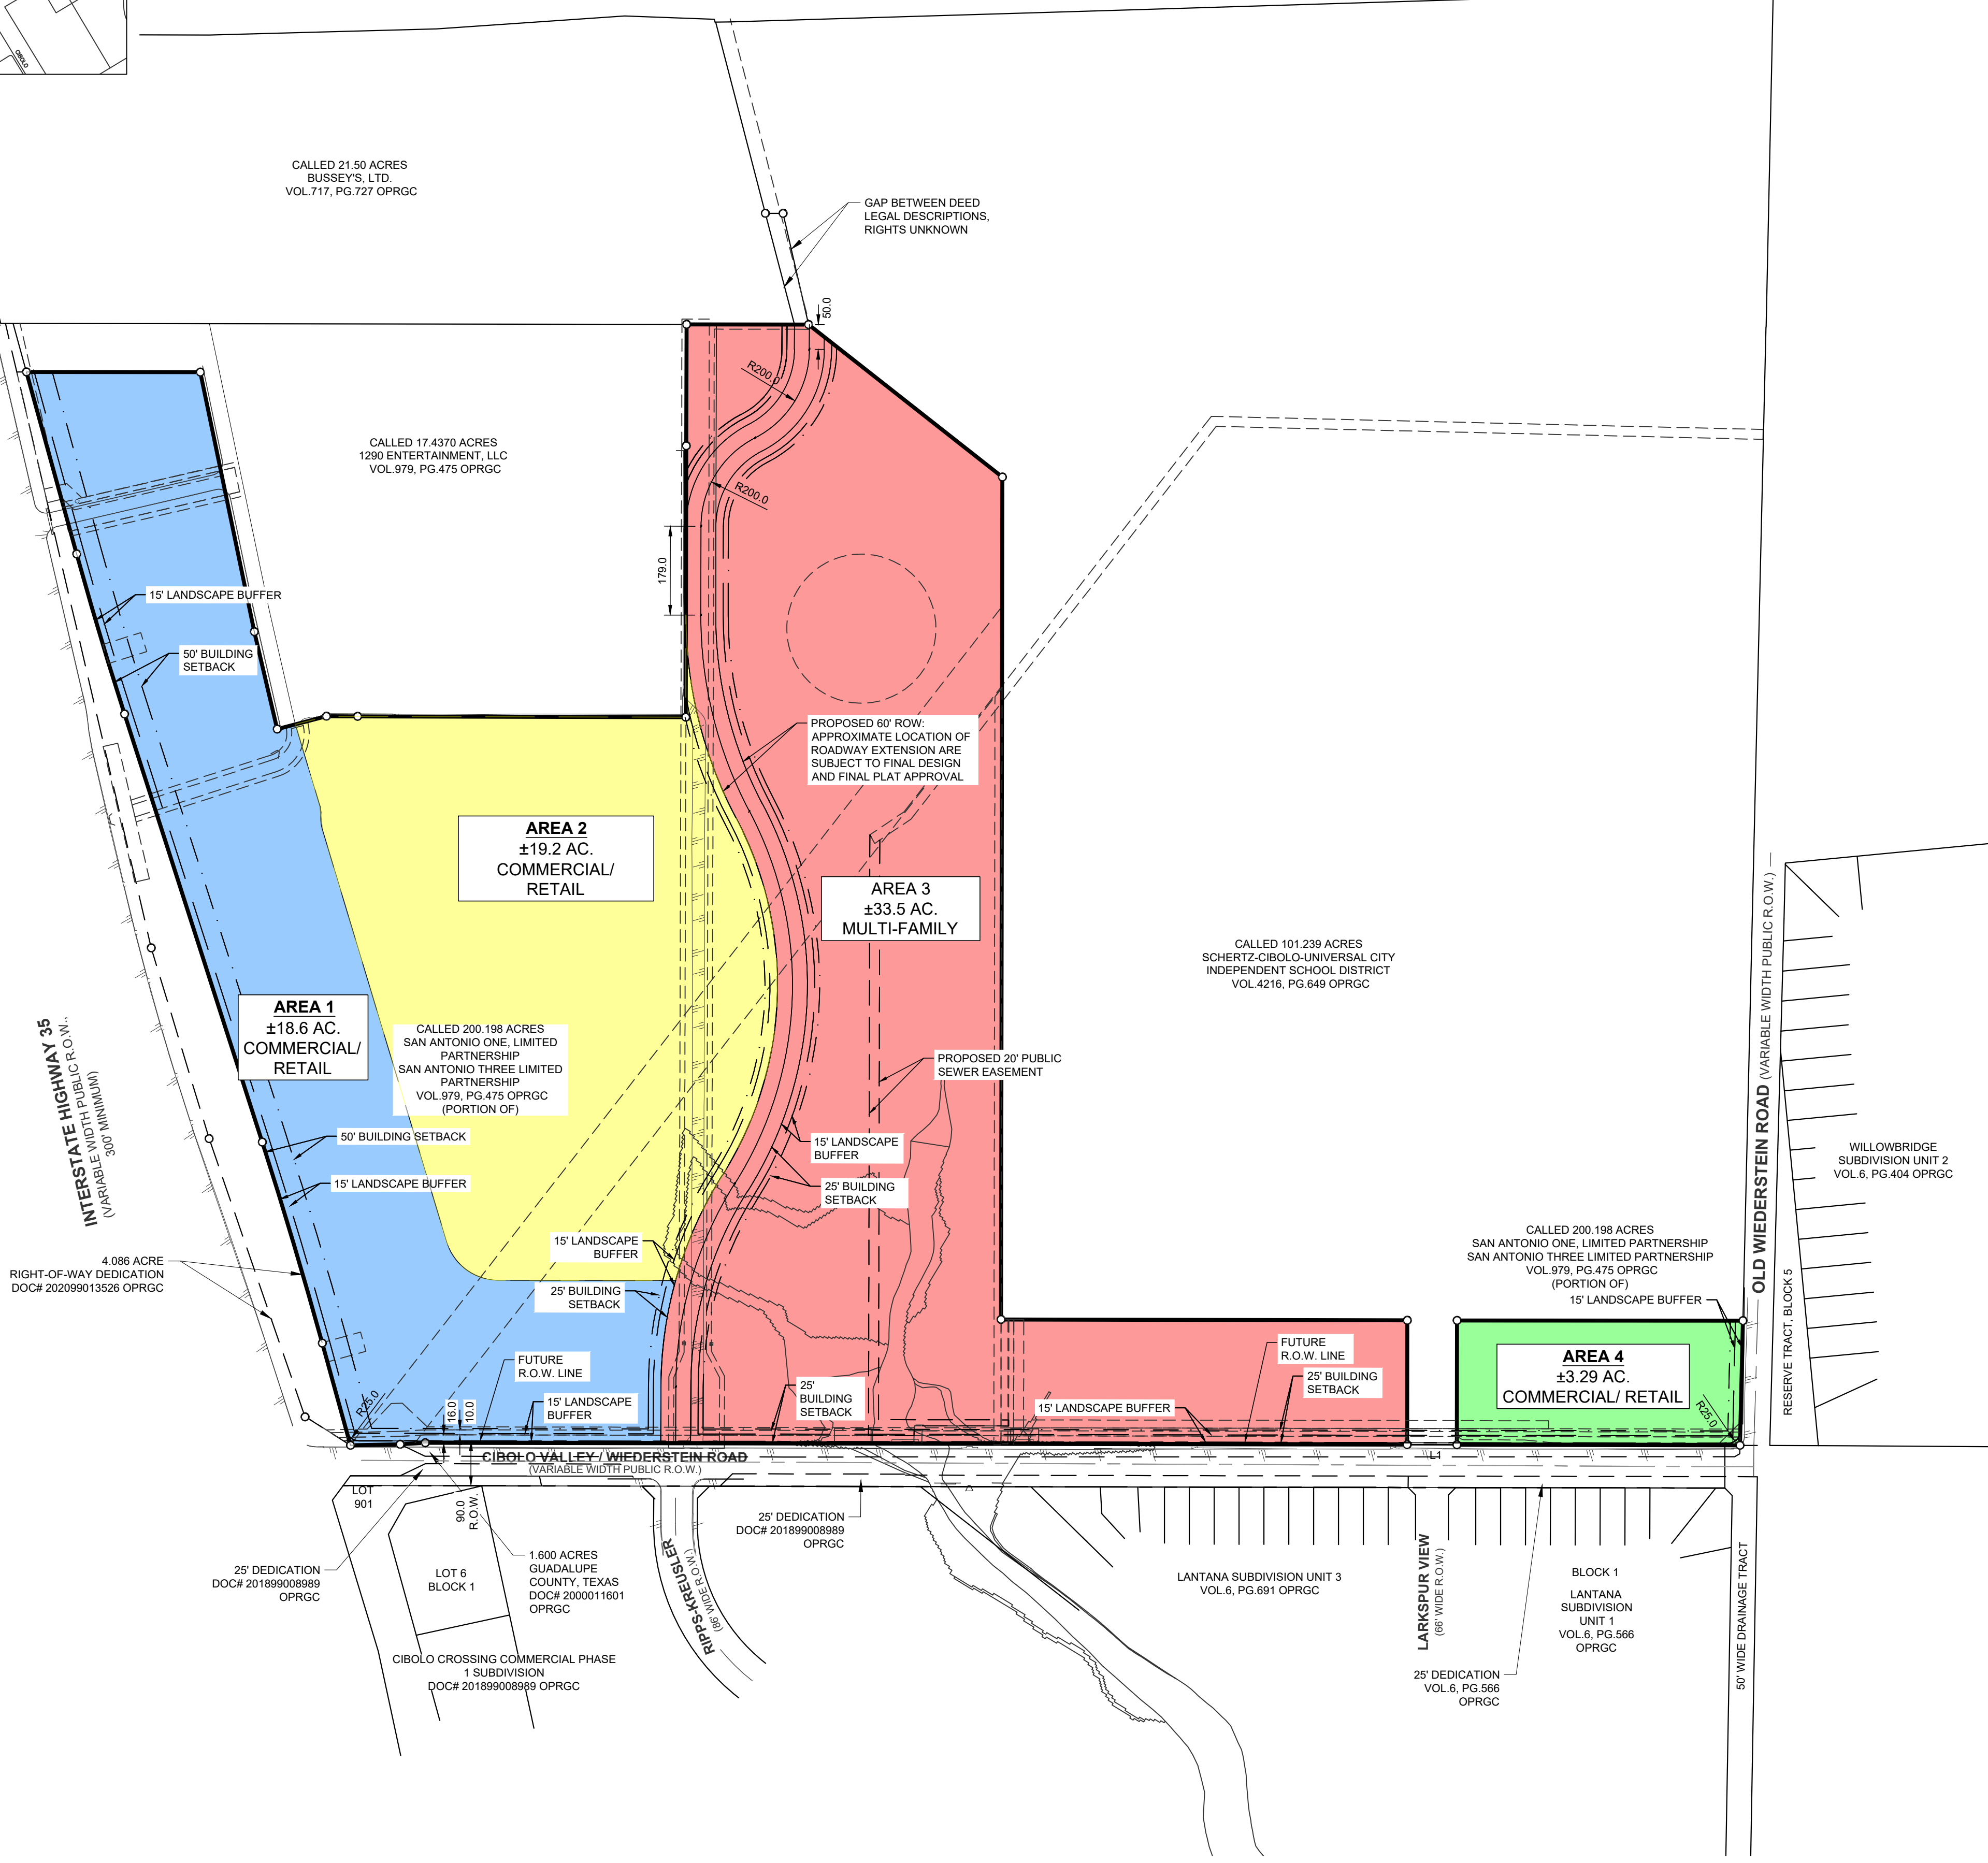 CIBOLO
CALLED 21.50 ACRES
BUSSEY'S, LTD.
VOL.717, PG.727 OPRGC
GAP BETWEEN DEED
LEGAL DESCRIPTIONS,
RIGHTS UNKNOWN
50.0
R200.0
CALLED 17.4370 ACRES
1290 ENTERTAINMENT, LLC
VOL.979, PG.475 OPRGC
R200.0
179.0
15' LANDSCAPE BUFFER
50' BUILDING
SETBACK
PROPOSED 60' ROW:
APPROXIMATE LOCATION OF
ROADWAY EXTENSION ARE
SUBJECT TO FINAL DESIGN
AND FINAL PLAT APPROVAL
AREA 2
±19.2 AC.
COMMERCIAL/
RETAIL
AREA 3
±33.5 AC.
MULTI-FAMILY
CALLED 101.239 ACRES
SCHERTZ-CIBOLO-UNIVERSAL CITY
INDEPENDENT SCHOOL DISTRICT
VOL.4216, PG.649 OPRGC
AREA 1
±18.6 AC.
COMMERCIAL/
RETAIL
CALLED 200.198 ACRES
SAN ANTONIO ONE, LIMITED
PARTNERSHIP
SAN ANTONIO THREE LIMITED
PARTNERSHIP
VOL.979, PG.475 OPRGC
(PORTION OF)
INTERSTATE HIGHWAY 35
(VARIABLE WIDTH PUBLIC R.O.W.,
300' MINIMUM)
PROPOSED 20' PUBLIC
SEWER EASEMENT
OLD WIEDERSTEIN ROAD (VARIABLE WIDTH PUBLIC R.O.W.)
50' BUILDING SETBACK
15' LANDSCAPE
BUFFER
WILLOWBRIDGE
SUBDIVISION UNIT 2
VOL.6, PG.404 OPRGC
15' LANDSCAPE BUFFER
25' BUILDING
SETBACK
15' LANDSCAPE
BUFFER
CALLED 200.198 ACRES
SAN ANTONIO ONE, LIMITED PARTNERSHIP
SAN ANTONIO THREE LIMITED PARTNERSHIP
VOL.979, PG.475 OPRGC
(PORTION OF)
15' LANDSCAPE BUFFER
4.086 ACRE
RIGHT-OF-WAY DEDICATION
DOC# 202099013526 OPRGC
25' BUILDING
SETBACK
RESERVE TRACT, BLOCK 5
FUTURE
R.O.W. LINE
FUTURE
R.O.W. LINE
AREA 4
±3.29 AC.
COMMERCIAL/ RETAIL
25'
BUILDING
SETBACK
25' BUILDING
SETBACK
R25.0
16.0
10.0
15' LANDSCAPE
BUFFER
15' LANDSCAPE BUFFER
R25.0
CIBOLO VALLEY / WIEDERSTEIN ROAD
(VARIABLE WIDTH PUBLIC R.O.W.)
L1
LOT
901
90.0
R.O.W.
25' DEDICATION
DOC# 201899008989
OPRGC
25' DEDICATION
DOC# 201899008989
OPRGC
LOT 6
BLOCK 1
1.600 ACRES
GUADALUPE
COUNTY, TEXAS
DOC# 2000011601
OPRGC
RIPPS-KREUSLER
(86' WIDE R.O.W.)
LANTANA SUBDIVISION UNIT 3
VOL.6, PG.691 OPRGC
LARKSPUR VIEW
(66' WIDE R.O.W.)
BLOCK 1
LANTANA
SUBDIVISION
UNIT 1
VOL.6, PG.566
OPRGC
50' WIDE DRAINAGE TRACT
CIBOLO CROSSING COMMERCIAL PHASE
1 SUBDIVISION
DOC# 201899008989 OPRGC
25' DEDICATION
VOL.6, PG.566
OPRGC